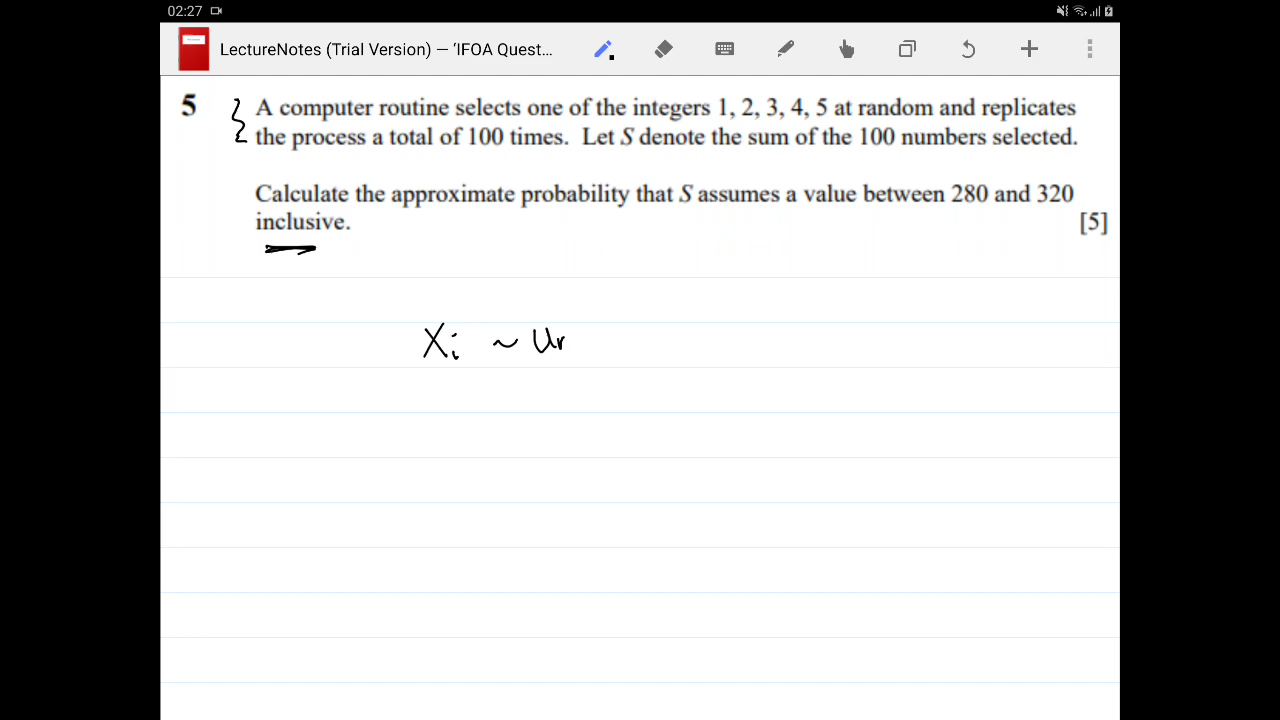 02:27
LectureNotes (Trial Version) — ‘IFOA Quest…
5 A computer routine selects one of the integers 1, 2, 3, 4, 5 at random and replicates
the process a total of 100 times. Let S denote the sum of the 100 numbers selected.
Calculate the approximate probability that S assumes a value between 280 and 320
inclusive. [5]
Xi ~ Un